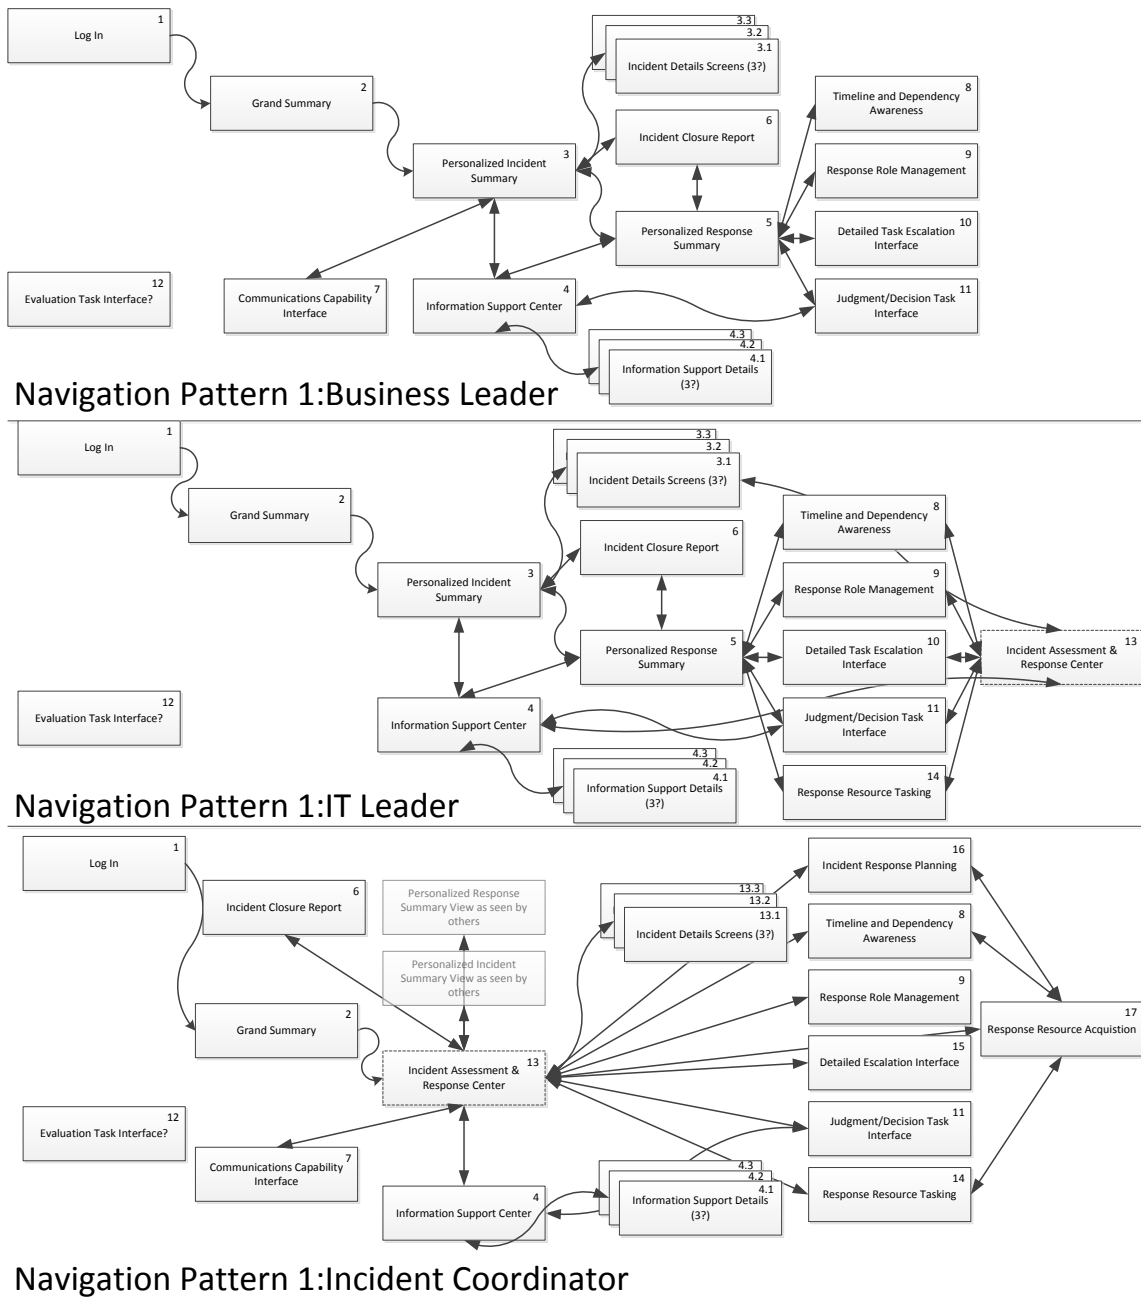 1
Log In
2
Grand Summary
3
Personalized Incident
Summary
3.3
3.2
3.1
Incident Details Screens (3?)
6
Incident Closure Report
5
Personalized Response
Summary
8
Timeline and Dependency
Awareness
9
Response Role Management
10
Detailed Task Escalation
Interface
11
Judgment/Decision Task
Interface
12
Evaluation Task Interface?
7
Communications Capability
Interface
4
Information Support Center
4.3
4.2
4.1
Information Support Details
(3?)
Navigation Pattern 1:Business Leader
1
Log In
2
Grand Summary
3
Personalized Incident
Summary
3.3
3.2
3.1
Incident Details Screens (3?)
6
Incident Closure Report
5
Personalized Response
Summary
8
Timeline and Dependency
Awareness
9
Response Role Management
10
Detailed Task Escalation
Interface
13
Incident Assessment &
Response Center
11
Judgment/Decision Task
Interface
14
Response Resource Tasking
12
Evaluation Task Interface?
4
Information Support Center
4.3
4.2
4.1
Information Support Details
(3?)
Navigation Pattern 1:IT Leader
1
Log In
6
Incident Closure Report
Personalized Response
Summary View as seen by
others
Personalized Incident
Summary View as seen by
others
2
Grand Summary
13
Incident Assessment &
Response Center
13.3
13.2
13.1
Incident Details Screens (3?)
16
Incident Response Planning
8
Timeline and Dependency
Awareness
9
Response Role Management
17
Response Resource Acquistion
15
Detailed Escalation Interface
11
Judgment/Decision Task
Interface
14
Response Resource Tasking
12
Evaluation Task Interface?
7
Communications Capability
Interface
4
Information Support Center
4.3
4.2
4.1
Information Support Details
(3?)
Navigation Pattern 1:Incident Coordinator